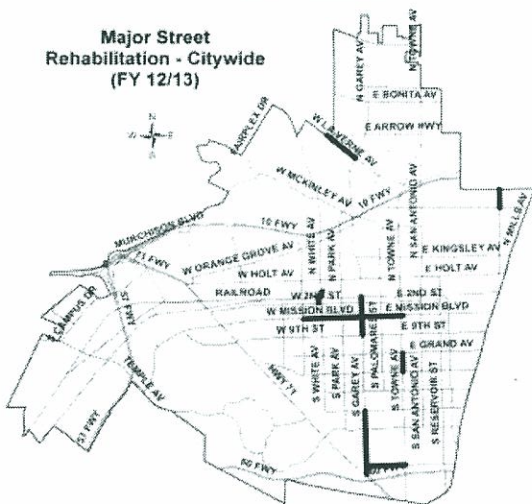 Major Street
Rehabilitation - Citywide
(FY 12/13)
N
W E
S
N GAREY AV
N TOWNE AV
E BONITA AV
E ARROW HWY
FAIRPLEX DR
W LA VERNE AV
W MCKINLEY AV
10 FWY
N MILLS AV
MURCHISON BLVD
10 FWY
71 FWY
W ORANGE GROVE AV
N WHITE AV
N PARK AV
N TOWNE AV
N SAN ANTONIO AV
E KINGSLEY AV
W HOLT AV
E HOLT AV
RAILROAD
W 2ND ST
E 2ND ST
W MISSION BLVD
E MISSION BLVD
W 9TH ST
E 9TH ST
E GRAND AV
CAMPUS DR
57 FWY
TEMPLE AV
HWY 71
S WHITE AV
S PARK AV
S GAREY AV
S PALOMARES ST
S TOWNE AV
S SAN ANTONIO AV
S RESERVOIR ST
57 FWY
60 FWY